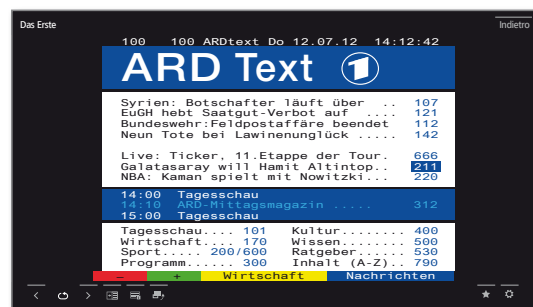 Das Erste
Indietro
100 100 ARDtext Do 12.07.12 14:12:42
ARD Text 1
Syrien: Botschafter läuft über .. 107
EuGH hebt Saatgut-Verbot auf .... 121
Bundeswehr:Feldpostaffäre beendet 112
Neun Tote bei Lawinenunglück ..... 142
Live: Ticker, 11.Etappe der Tour. 666
Galatasaray will Hamit Altintop.. 211
NBA: Kaman spielt mit Nowitzki... 220
14:00 Tagesschau
14:10 ARD-Mittagsmagazin ..... 312
15:00 Tagesschau
Tagesschau.... 101 Kultur........ 400
Wirtschaft.... 170 Wissen........ 500
Sport..... 200/600 Ratgeber...... 530
Programm...... 300 Inhalt (A-Z).. 790
- + Wirtschaft Nachrichten